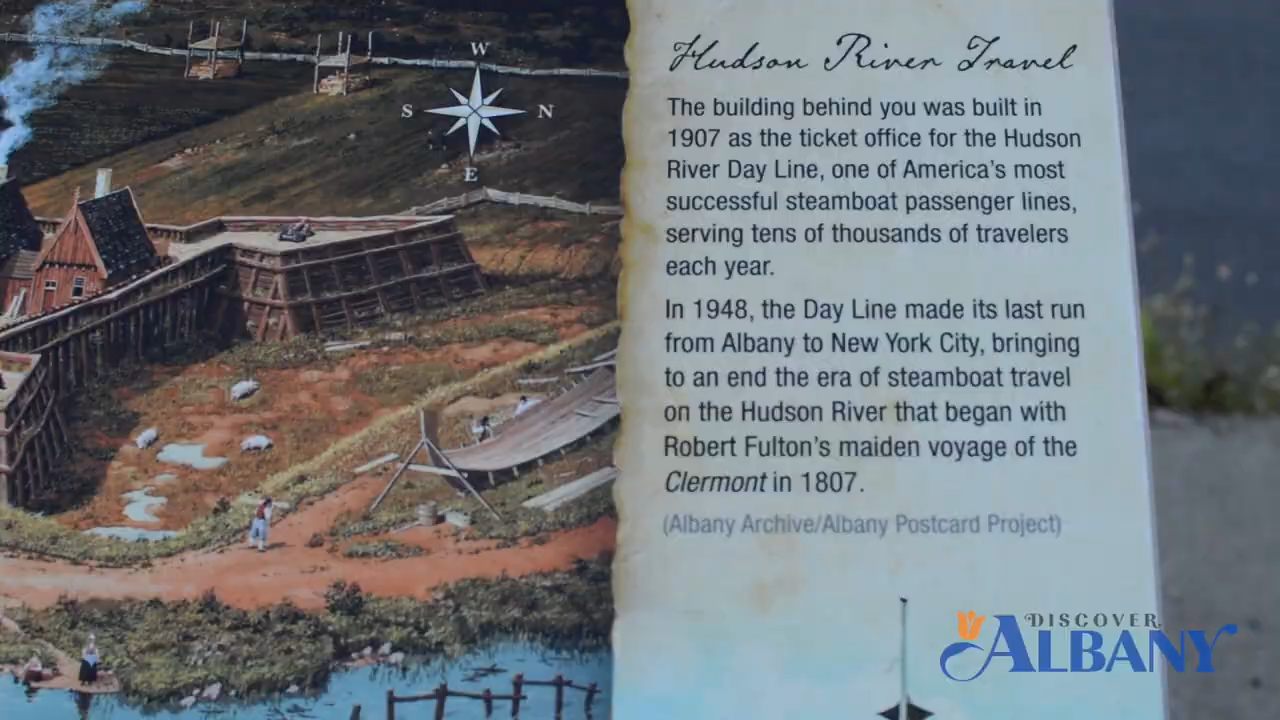 W
S
N
E
Hudson River Travel
The building behind you was built in
1907 as the ticket office for the Hudson
River Day Line, one of America's most
successful steamboat passenger lines,
serving tens of thousands of travelers
each year.
In 1948, the Day Line made its last run
from Albany to New York City, bringing
to an end the era of steamboat travel
on the Hudson River that began with
Robert Fulton's maiden voyage of the
Clermont in 1807.
(Albany Archive/Albany Postcard Project)
DISCOVER
ALBANY